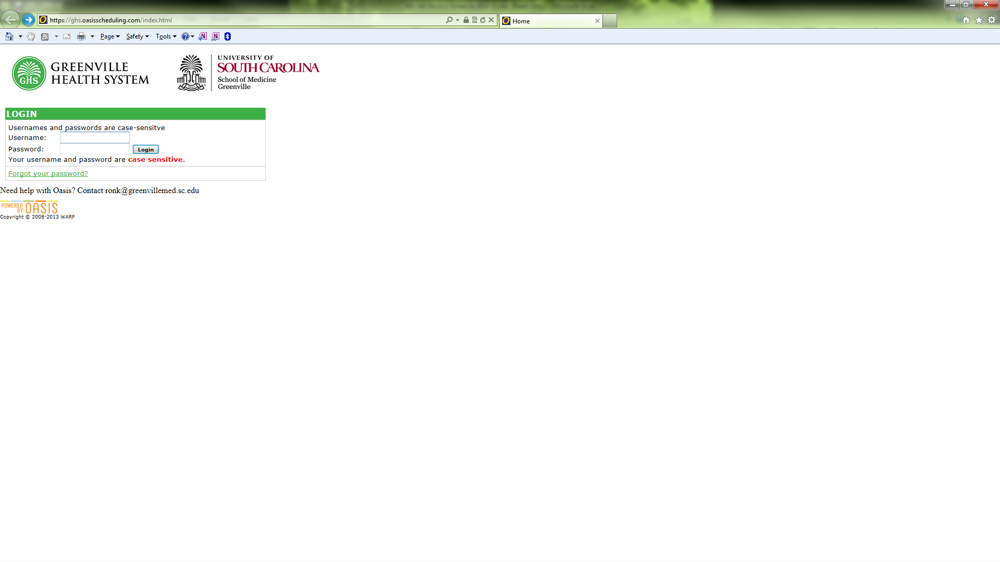 https://ghs.oasisscheduling.com/index.html
Home
Page
Safety
Tools
GHS
GREENVILLE
HEALTH SYSTEM
UNIVERSITY OF
SOUTH CAROLINA
School of Medicine
Greenville
LOGIN
Usernames and passwords are case-sensitve
Username:
Password:
Login
Your username and password are case sensitive.
Forgot your password?
Need help with Oasis? Contact ronk@greenvillemed.sc.edu
POWERED BY OASIS
Copyright © 2008-2013 WARF